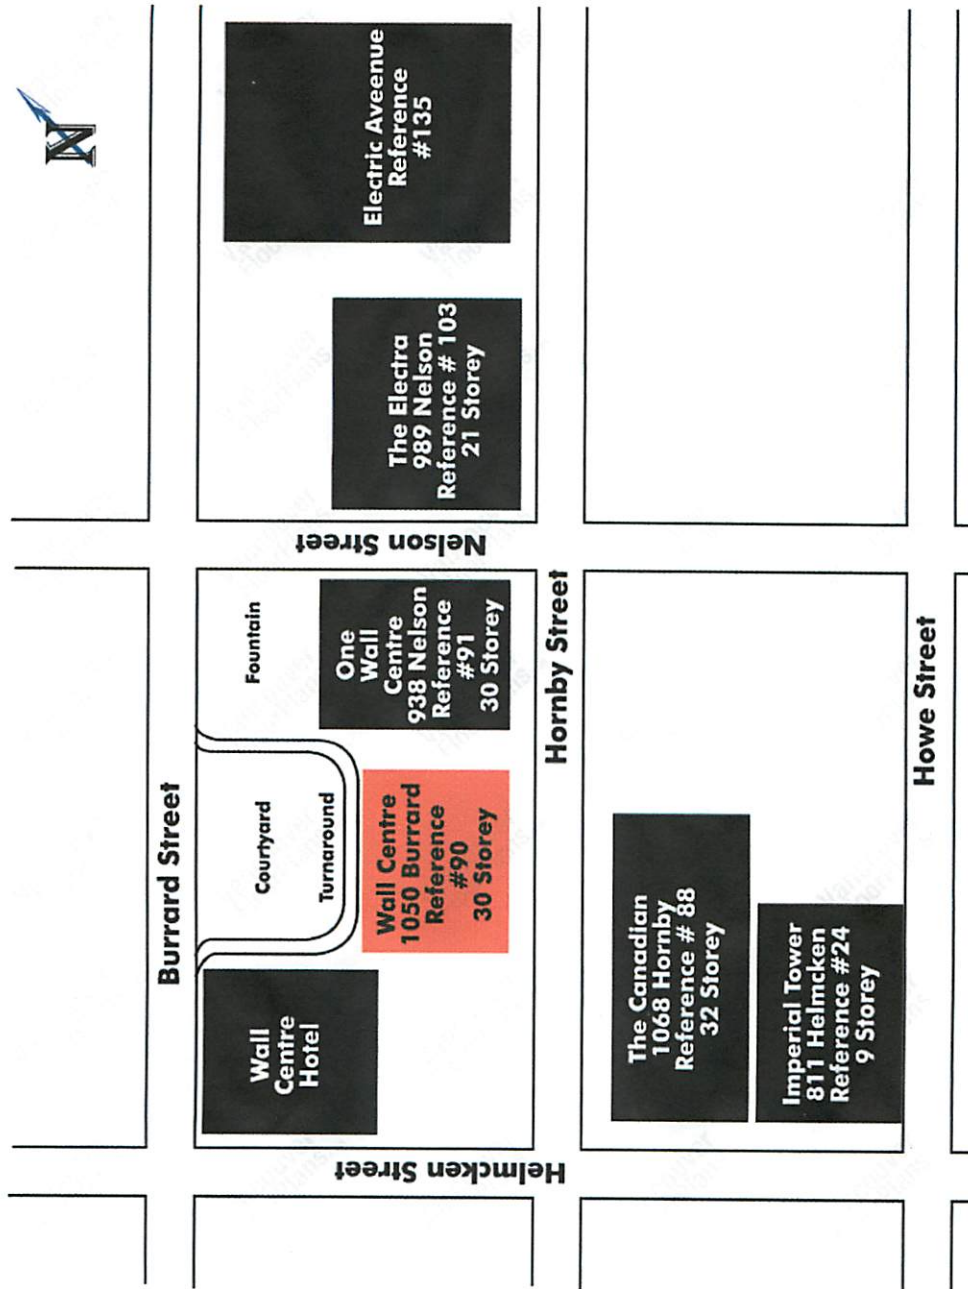 N
Burrard Street
Wall
Centre
Hotel
Courtyard
Turnaround
Fountain
Wall Centre
1050 Burrard
Reference
#90
30 Storey
One
Wall
Centre
938 Nelson
Reference
#91
30 Storey
Nelson Street
The Electra
989 Nelson
Reference # 103
21 Storey
Electric Aveenue
Reference
#135
Helmcken Street
Hornby Street
The Canadian
1068 Hornby
Reference # 88
32 Storey
Imperial Tower
811 Helmcken
Reference #24
9 Storey
Howe Street